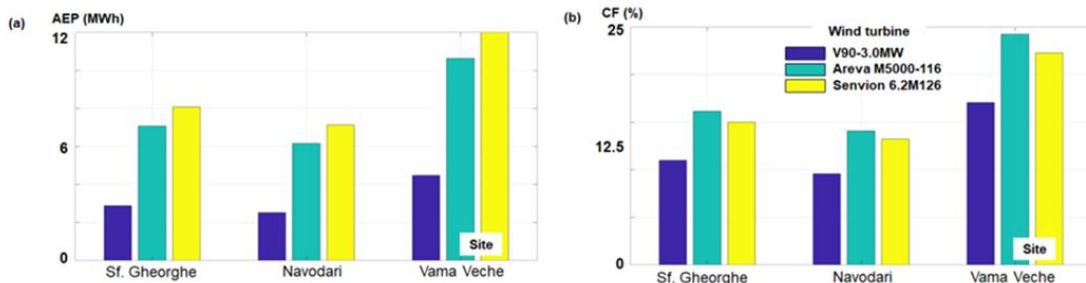 (a)
AEP (MWh)
12
6
0
Sf. Gheorghe
Navodari
Vama Veche
Site
(b)
CF (%)
25
12.5
0
Wind turbine
V90-3.0MW
Areva M5000-116
Senvion 6.2M126
Sf. Gheorghe
Navodari
Vama Veche
Site